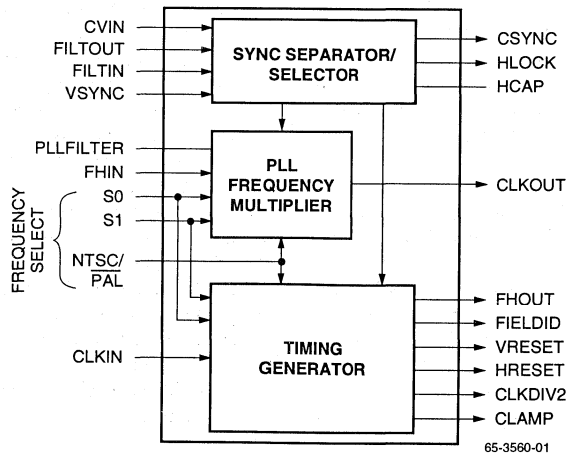 CVIN
FILTOUT
FILTIN
VSYNC
SYNC SEPARATOR/
SELECTOR
CSYNC
HLOCK
HCAP
PLLFILTER
FHIN
S0
S1
NTSC/
PAL
FREQUENCY
SELECT
PLL
FREQUENCY
MULTIPLIER
CLKOUT
CLKIN
TIMING
GENERATOR
FHOUT
FIELDID
VRESET
HRESET
CLKDIV2
CLAMP
65-3560-01